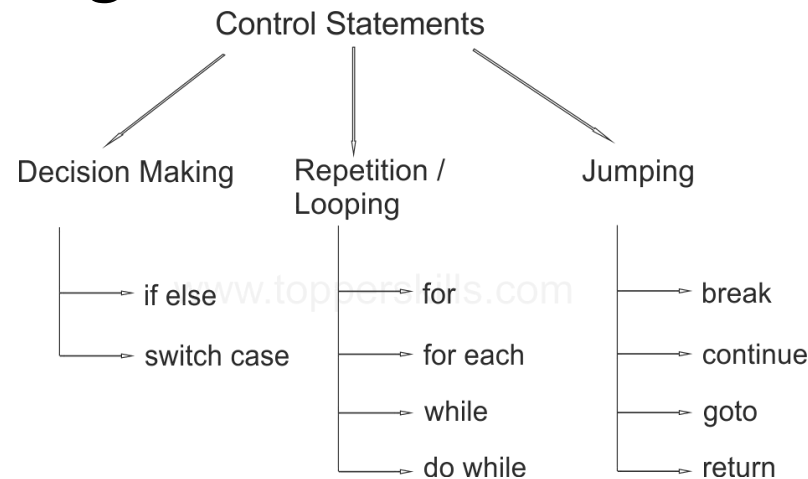 Control Statements
Decision Making
Repetition /
Looping
Jumping
www.topperskills.com
if else
for
break
switch case
for each
continue
while
goto
do while
return